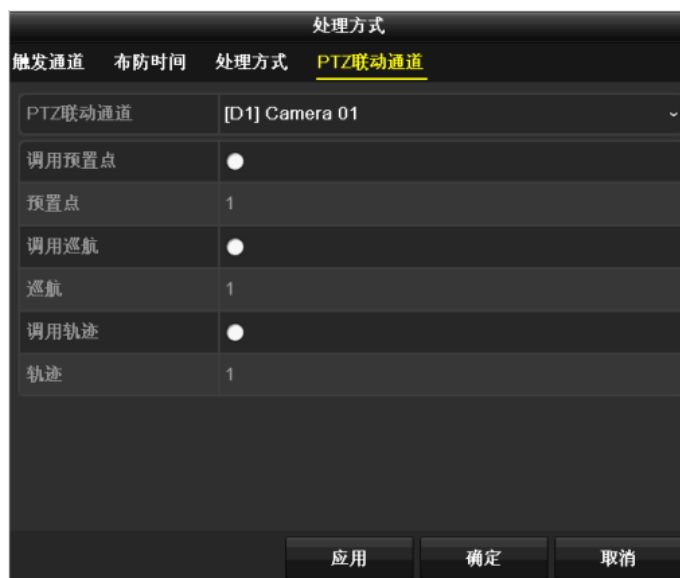 处理方式
触发通道 布防时间 处理方式 PTZ联动通道
PTZ联动通道 [D1] Camera 01
调用预置点
预置点 1
调用巡航
巡航 1
调用轨迹
轨迹 1
应用 确定 取消